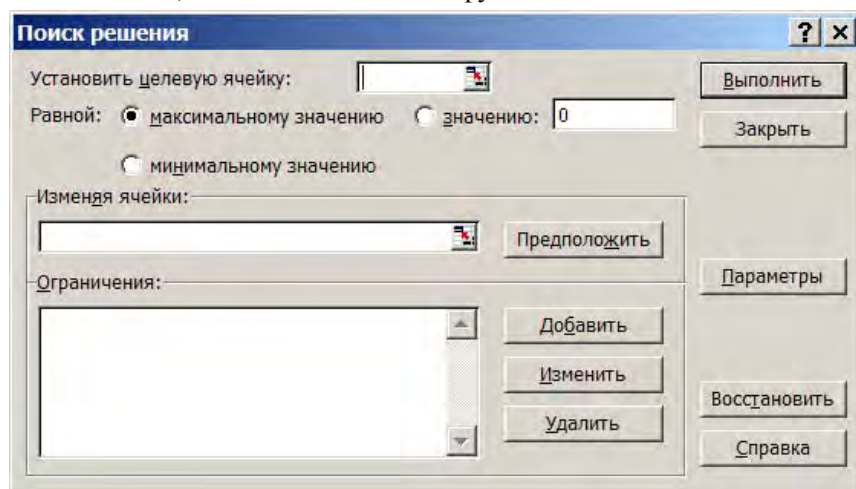 Поиск решения
Установить целевую ячейку:
Выполнить
Равной: максимальному значению значению: 0
Закрыть
минимальному значению
Изменяя ячейки:
Предположить
Параметры
Ограничения:
Добавить
Изменить
Удалить
Восстановить
Справка